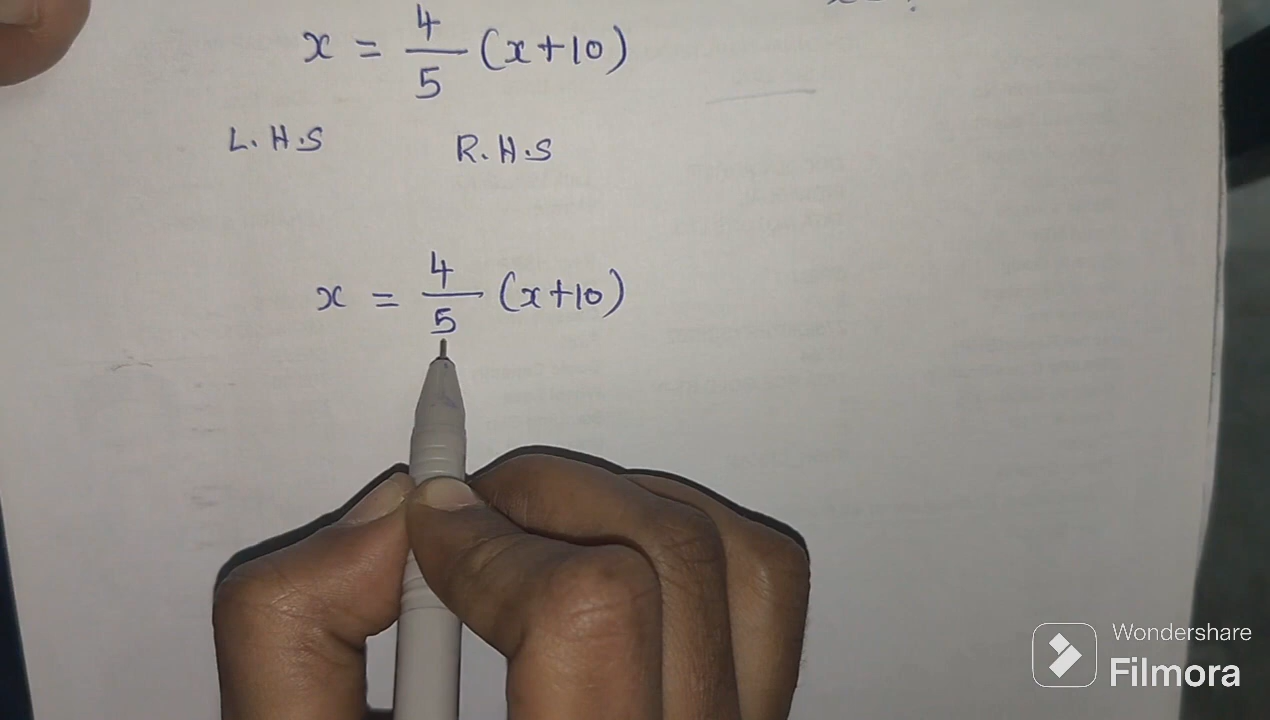 x = 4/5 (x+10)
L.H.S R.H.S
x = 4/5 (x+10)
Wondershare
Filmora